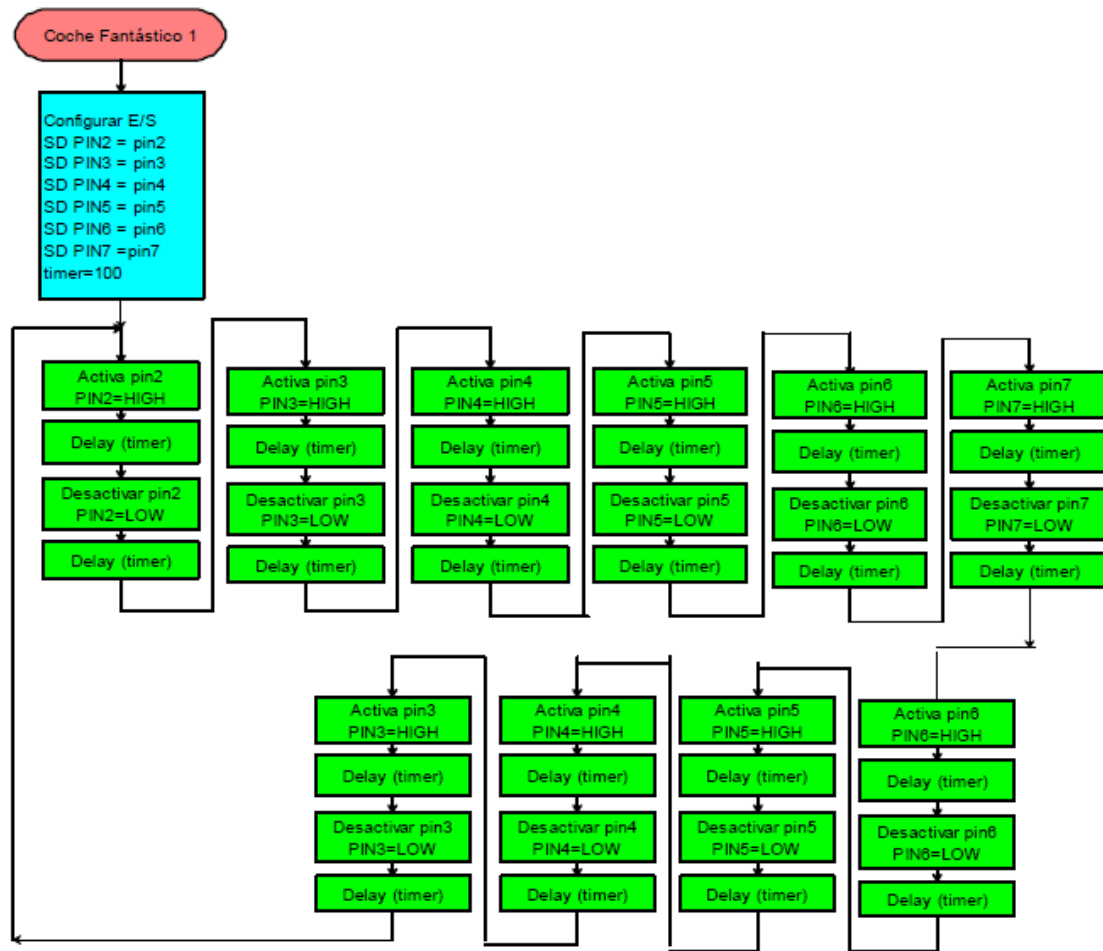 Coche Fantástico 1
Configurar E/S
SD PIN2 = pin2
SD PIN3 = pin3
SD PIN4 = pin4
SD PIN5 = pin5
SD PIN6 = pin6
SD PIN7 =pin7
timer=100
Activa pin2
PIN2=HIGH
Delay (timer)
Desactivar pin2
PIN2=LOW
Delay (timer)
Activa pin3
PIN3=HIGH
Delay (timer)
Desactivar pin3
PIN3=LOW
Delay (timer)
Activa pin4
PIN4=HIGH
Delay (timer)
Desactivar pin4
PIN4=LOW
Delay (timer)
Activa pin5
PIN5=HIGH
Delay (timer)
Desactivar pin5
PIN5=LOW
Delay (timer)
Activa pin6
PIN6=HIGH
Delay (timer)
Desactivar pin6
PIN6=LOW
Delay (timer)
Activa pin7
PIN7=HIGH
Delay (timer)
Desactivar pin7
PIN7=LOW
Delay (timer)
Activa pin6
PIN6=HIGH
Delay (timer)
Desactivar pin6
PIN6=LOW
Delay (timer)
Activa pin5
PIN5=HIGH
Delay (timer)
Desactivar pin5
PIN5=LOW
Delay (timer)
Activa pin4
PIN4=HIGH
Delay (timer)
Desactivar pin4
PIN4=LOW
Delay (timer)
Activa pin3
PIN3=HIGH
Delay (timer)
Desactivar pin3
PIN3=LOW
Delay (timer)